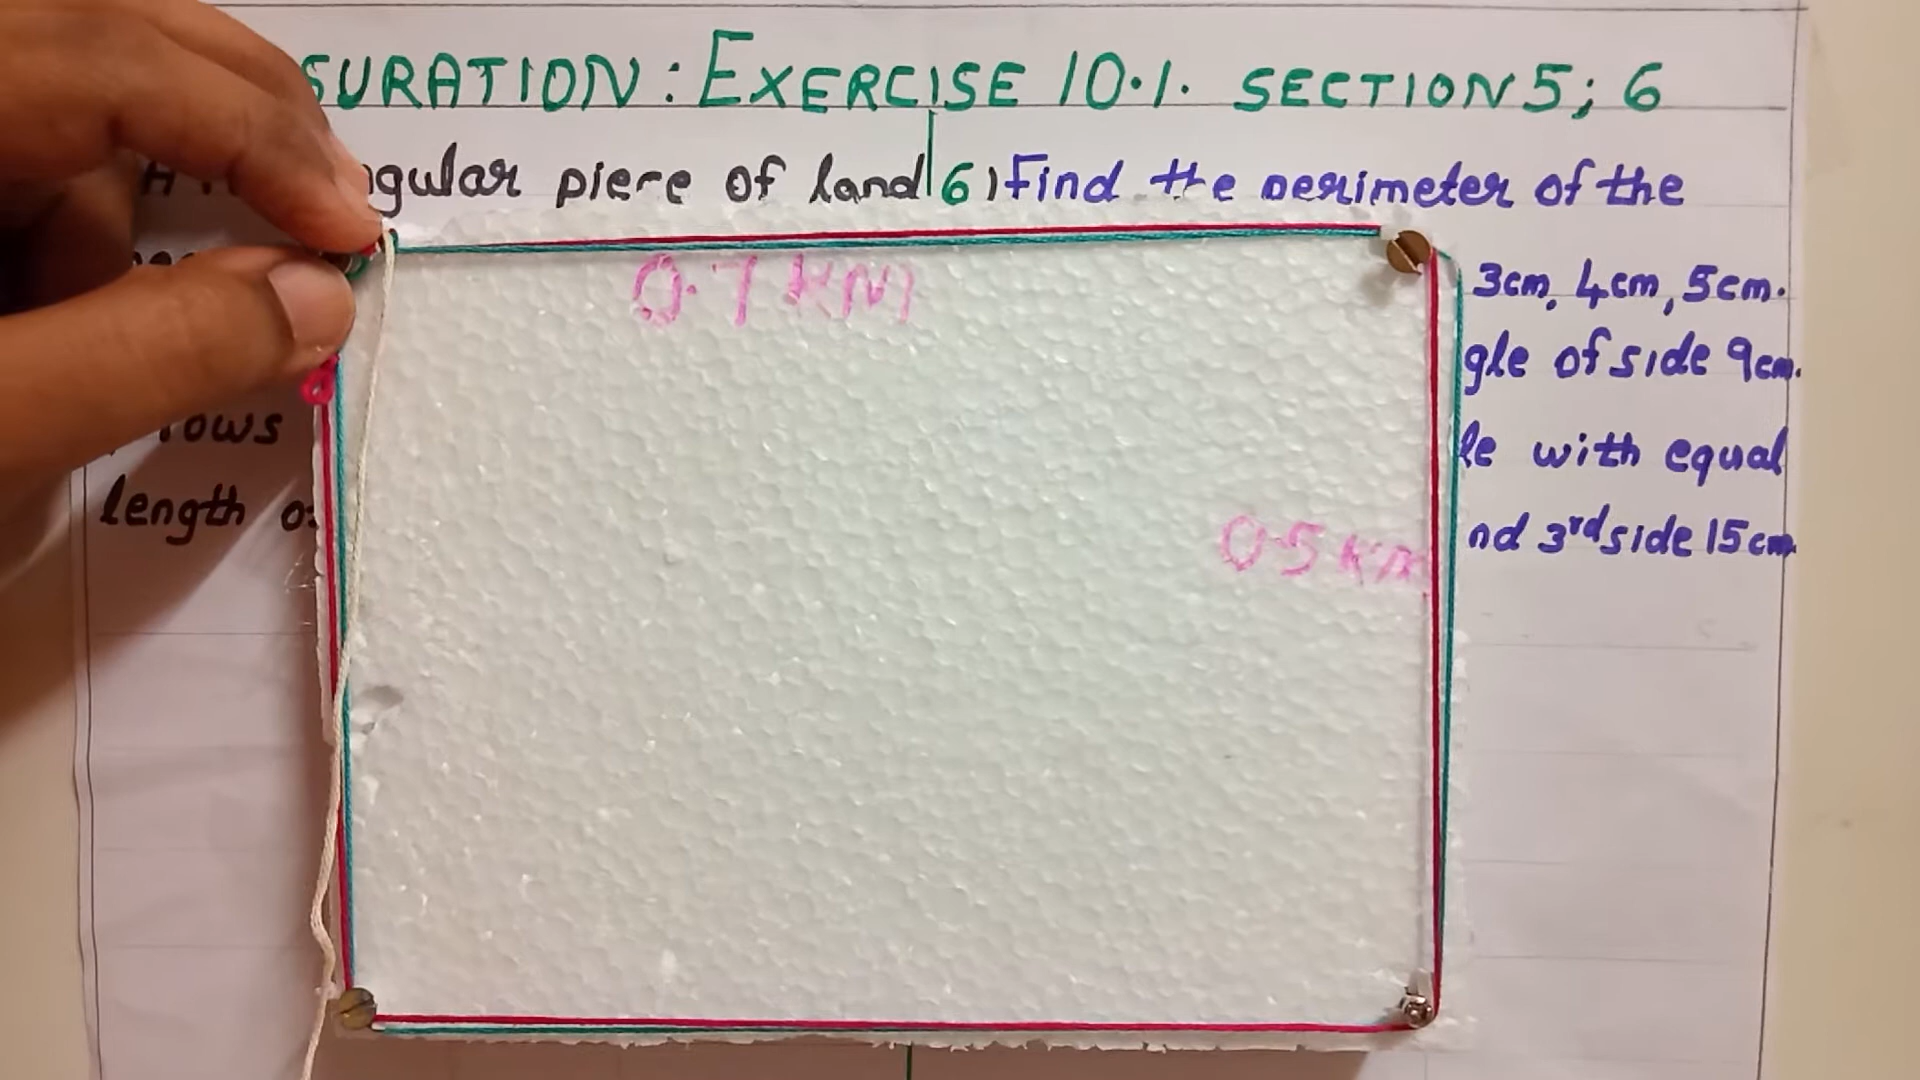 SURATION: EXERCISE 10.1. SECTION 5; 6
ngular piere of land
6) Find the perimeter of the
3cm, 4cm, 5cm.
gle of side 9cm.
rows
le with equal
length of
nd 3rd side 15cm.
0.7 KM
0.5 KM